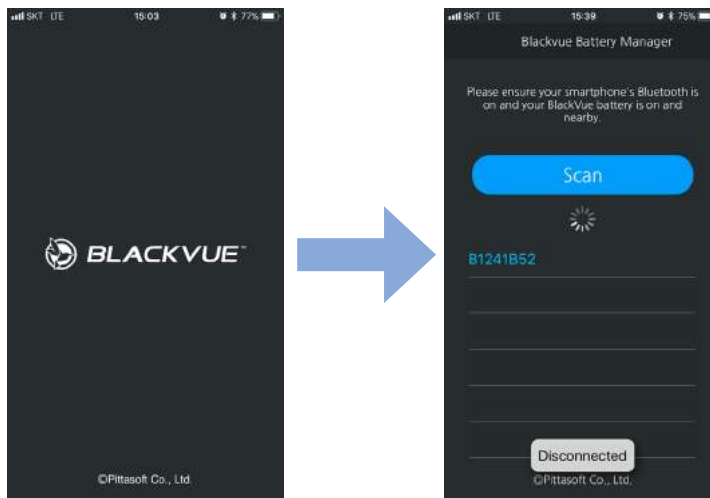 SKT LTE 15:03 77%
BLACKVUE™
©Pittasoft Co., Ltd.
SKT LTE 15:39 75%
Blackvue Battery Manager
Please ensure your smartphone's Bluetooth is
on and your BlackVue battery is on and
nearby.
Scan
B1241B52
Disconnected
©Pittasoft Co., Ltd.